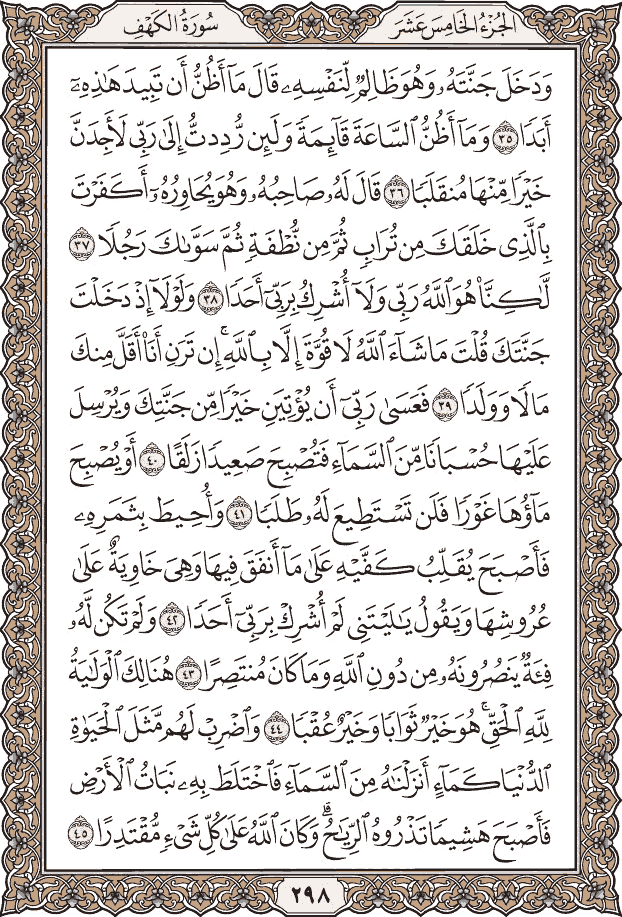 الجُزْءُ الخَامِسَ عَشَرَ
سُورَةُ الكَهْفِ
وَدَخَلَ جَنَّتَهُۥ وَهُوَ ظَالِمٌ لِّنَفْسِهِۦ قَالَ مَآ أَظُنُّ أَن تَبِيدَ هَٰذِهِۦٓ
أَبَدًا ٣٥ وَمَآ أَظُنُّ ٱلسَّاعَةَ قَآئِمَةً وَلَئِن رُّدِدتُّ إِلَىٰ رَبِّى لَأَجِدَنَّ
خَيْرًا مِّنْهَا مُنقَلَبًا ٣٦ قَالَ لَهُۥ صَاحِبُهُۥ وَهُوَ يُحَاوِرُهُۥٓ أَكَفَرْتَ
بِٱلَّذِى خَلَقَكَ مِن تُرَابٍ ثُمَّ مِن نُّطْفَةٍ ثُمَّ سَوَّىٰكَ رَجُلًا ٣٧
لَّٰكِنَّا۠ هُوَ ٱللَّهُ رَبِّى وَلَآ أُشْرِكُ بِرَبِّىٓ أَحَدًا ٣٨ وَلَوْلَآ إِذْ دَخَلْتَ
جَنَّتَكَ قُلْتَ مَا شَآءَ ٱللَّهُ لَا قُوَّةَ إِلَّا بِٱللَّهِ ۚ إِن تَرَنِ أَنَا۠ أَقَلَّ مِنكَ
مَالًا وَوَلَدًا ٣٩ فَعَسَىٰ رَبِّىٓ أَن يُؤْتِيَنِ خَيْرًا مِّن جَنَّتِكَ وَيُرْسِلَ
عَلَيْهَا حُسْبَانًا مِّنَ ٱلسَّمَآءِ فَتُصْبِحَ صَعِيدًا زَلَقًا ٤٠ أَوْ يُصْبِحَ
مَآؤُهَا غَوْرًا فَلَن تَسْتَطِيعَ لَهُۥ طَلَبًا ٤١ وَأُحِيطَ بِثَمَرِهِۦ
فَأَصْبَحَ يُقَلِّبُ كَفَّيْهِ عَلَىٰ مَآ أَنفَقَ فِيهَا وَهِىَ خَاوِيَةٌ عَلَىٰ
عُرُوشِهَا وَيَقُولُ يَٰلَيْتَنِى لَمْ أُشْرِكْ بِرَبِّىٓ أَحَدًا ٤٢ وَلَمْ تَكُن لَّهُۥ
فِئَةٌ يَنصُرُونَهُۥ مِن دُونِ ٱللَّهِ وَمَا كَانَ مُنتَصِرًا ٤٣ هُنَالِكَ ٱلْوَلَٰيَةُ
لِلَّهِ ٱلْحَقِّ ۚ هُوَ خَيْرٌ ثَوَابًا وَخَيْرٌ عُقْبًا ٤٤ وَٱضْرِبْ لَهُم مَّثَلَ ٱلْحَيَوٰةِ
ٱلدُّنْيَا كَمَآءٍ أَنزَلْنَٰهُ مِنَ ٱلسَّمَآءِ فَٱخْتَلَطَ بِهِۦ نَبَاتُ ٱلْأَرْضِ
فَأَصْبَحَ هَشِيمًا تَذْرُوهُ ٱلرِّيَٰحُ ۗ وَكَانَ ٱللَّهُ عَلَىٰ كُلِّ شَىْءٍ مُّقْتَدِرًا ٤٥
٢٩٨